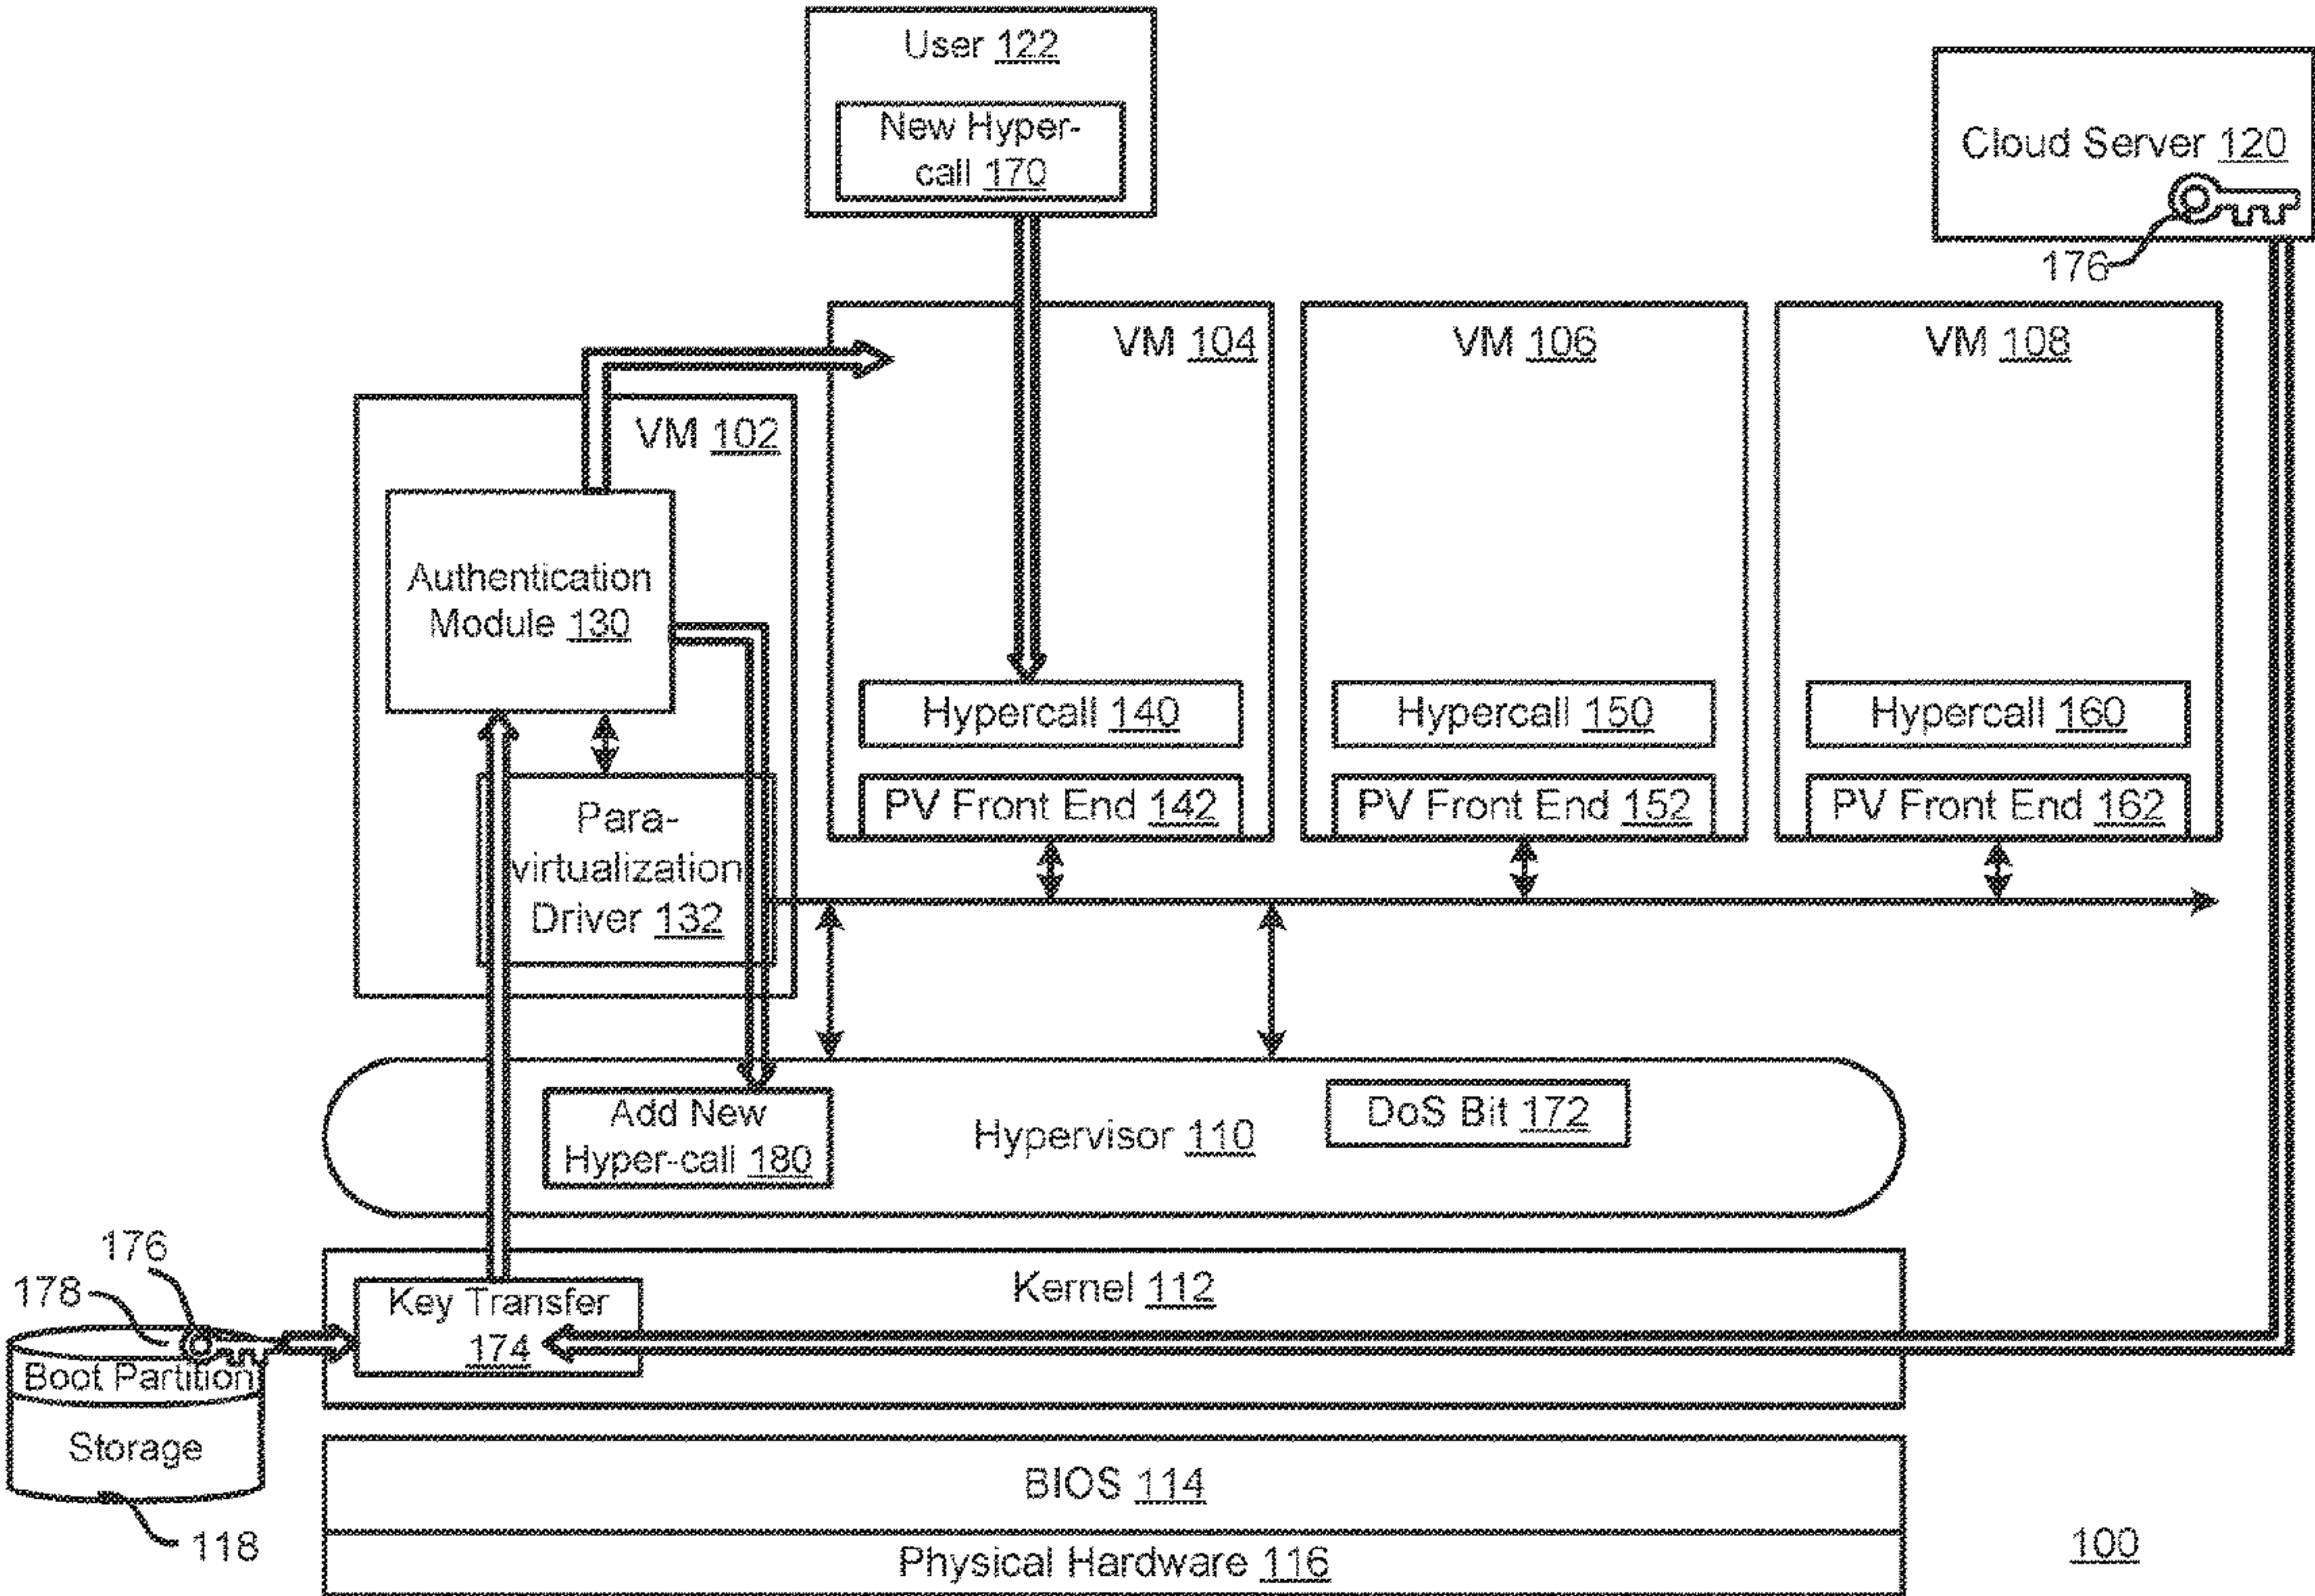 User 122
New Hyper-
call 170
Cloud Server 120
176
VM 104
VM 106
VM 108
VM 102
Authentication
Module 130
Hypercall 140
Hypercall 150
Hypercall 160
PV Front End 142
PV Front End 152
PV Front End 162
Para-
virtualization
Driver 132
Add New
Hyper-call 180
Hypervisor 110
DoS Bit 172
176
178
Key Transfer
174
Kernel 112
Boot Partition
Storage
118
BIOS 114
Physical Hardware 116
100